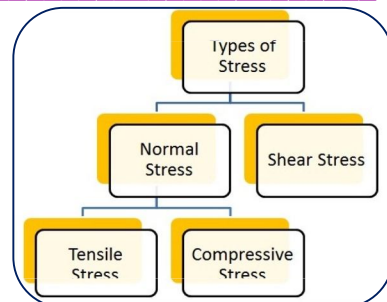 Types of
Stress
Normal
Stress
Shear Stress
Tensile
Stress
Compressive
Stress